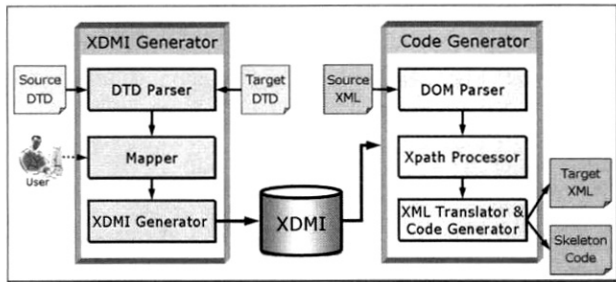 XDMI Generator
Source
DTD
DTD Parser
Target
DTD
User
Mapper
XDMI Generator
XDMI
Code Generator
Source
XML
DOM Parser
Xpath Processor
XML Translator &
Code Generator
Target
XML
Skeleton
Code